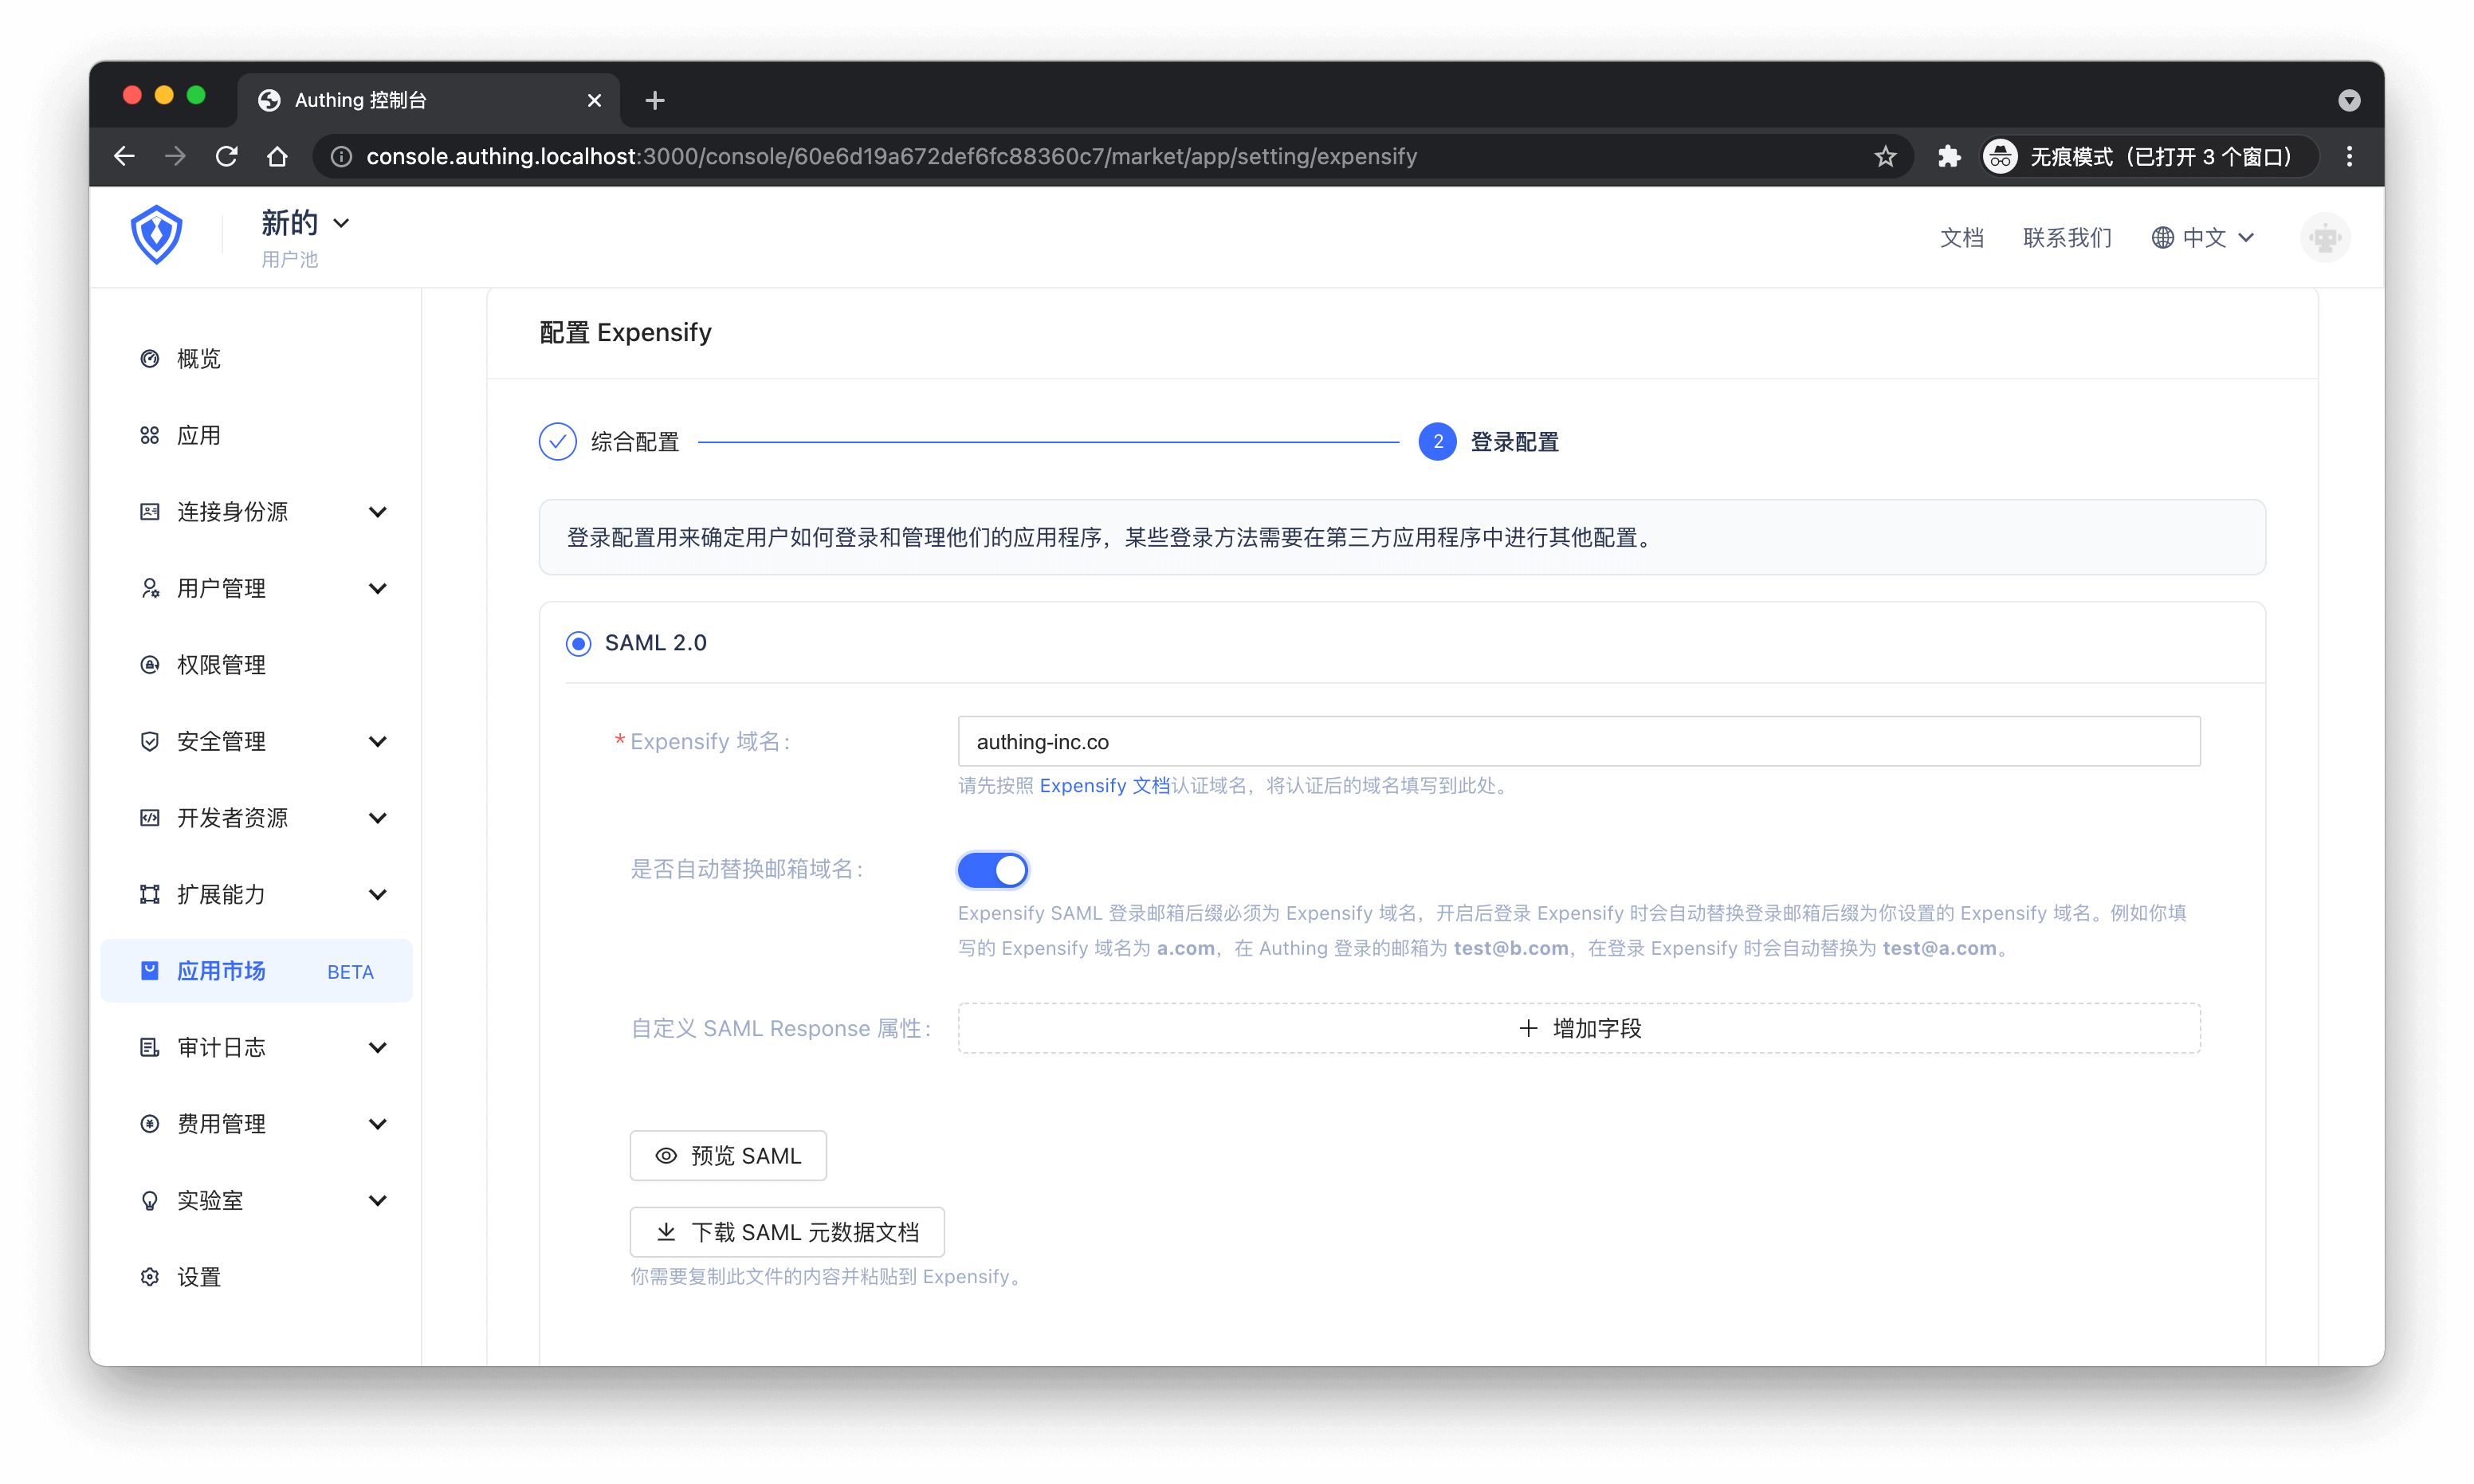 Authing 控制台
console.authing.localhost:3000/console/60e6d19a672def6fc88360c7/market/app/setting/expensify
无痕模式（已打开 3 个窗口）
新的
用户池
文档
联系我们
中文
概览
应用
连接身份源
用户管理
权限管理
安全管理
开发者资源
扩展能力
应用市场 BETA
审计日志
费用管理
实验室
设置
配置 Expensify
综合配置
2 登录配置
登录配置用来确定用户如何登录和管理他们的应用程序，某些登录方法需要在第三方应用程序中进行其他配置。
SAML 2.0
* Expensify 域名：
authing-inc.co
请先按照 Expensify 文档认证域名，将认证后的域名填写到此处。
是否自动替换邮箱域名：
Expensify SAML 登录邮箱后缀必须为 Expensify 域名，开启后登录 Expensify 时会自动替换登录邮箱后缀为你设置的 Expensify 域名。例如你填
写的 Expensify 域名为 a.com，在 Authing 登录的邮箱为 test@b.com，在登录 Expensify 时会自动替换为 test@a.com。
自定义 SAML Response 属性：
增加字段
预览 SAML
下载 SAML 元数据文档
你需要复制此文件的内容并粘贴到 Expensify。